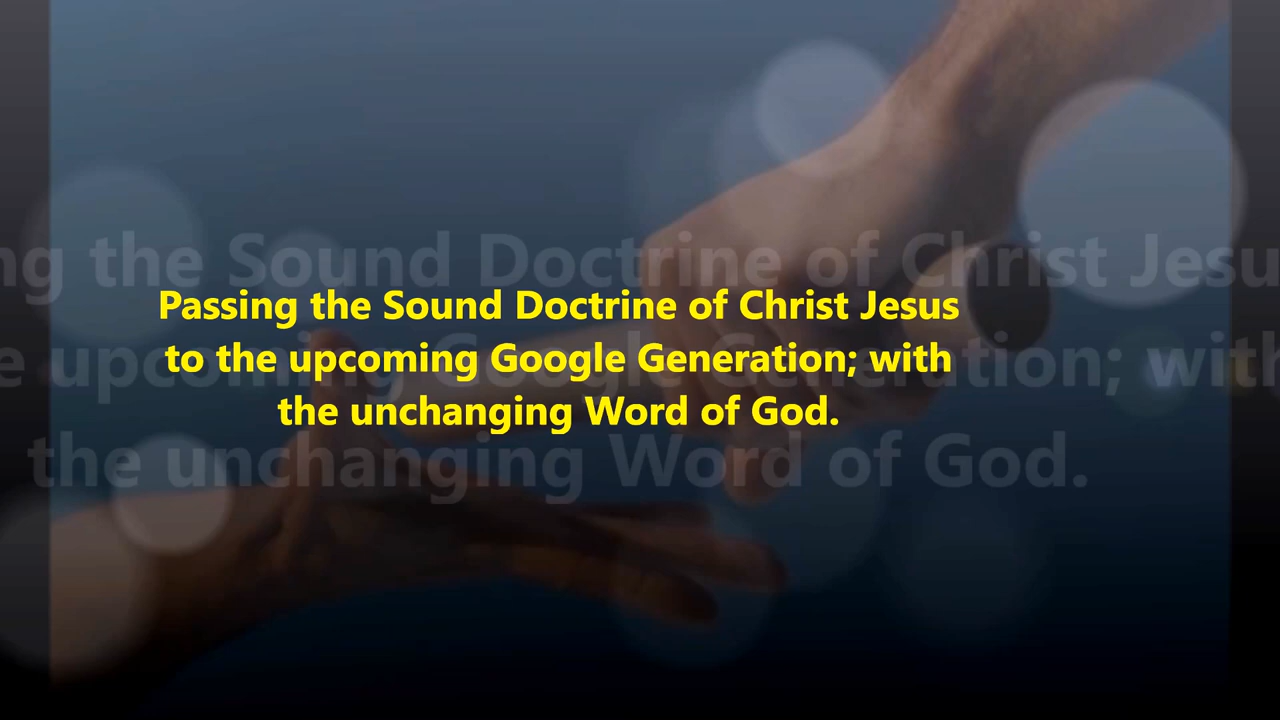 Passing the Sound Doctrine of Christ Jesus
to the upcoming Google Generation; with
the unchanging Word of God.